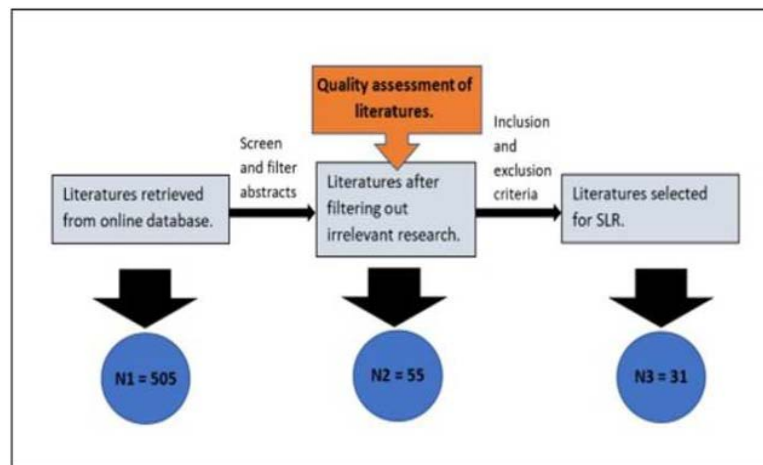 Quality assessment of
literatures.
Screen
and filter
abstracts
Inclusion
and
exclusion
criteria
Literatures retrieved
from online database.
Literatures after
filtering out
irrelevant research.
Literatures selected
for SLR.
N1 = 505
N2 = 55
N3 = 31